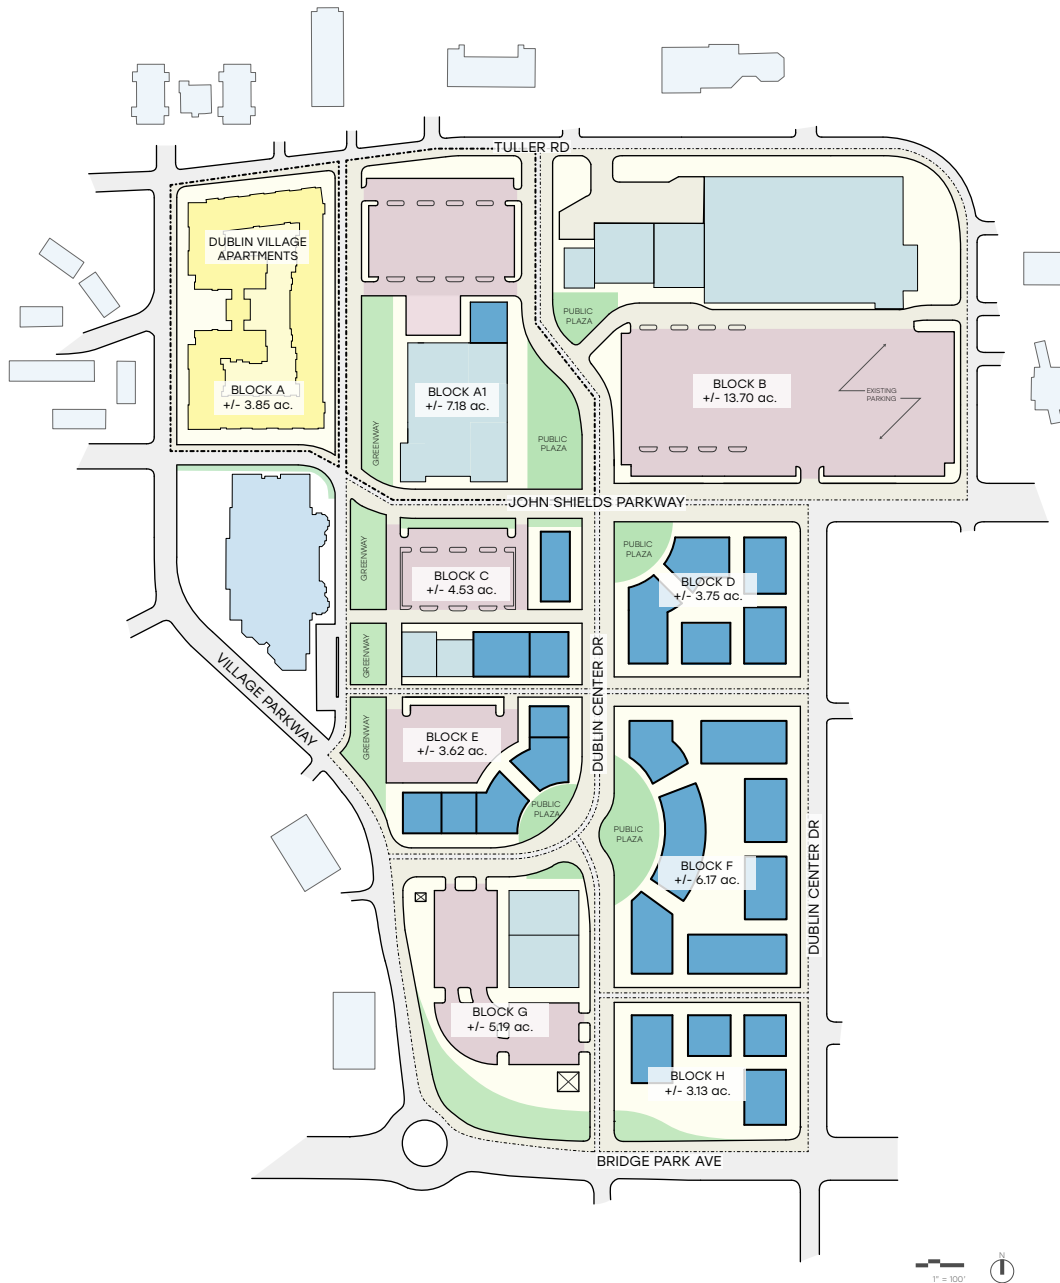 TULLER RD
DUBLIN VILLAGE
APARTMENTS
PUBLIC
PLAZA
BLOCK A
+/- 3.85 ac.
BLOCK A1
+/- 7.18 ac.
BLOCK B
+/- 13.70 ac.
EXISTING
PARKING
GREENWAY
PUBLIC
PLAZA
JOHN SHIELDS PARKWAY
GREENWAY
BLOCK C
+/- 4.53 ac.
PUBLIC
PLAZA
BLOCK D
+/- 3.75 ac.
GREENWAY
VILLAGE PARKWAY
DUBLIN CENTER DR
GREENWAY
BLOCK E
+/- 3.62 ac.
PUBLIC
PLAZA
PUBLIC
PLAZA
BLOCK F
+/- 6.17 ac.
DUBLIN CENTER DR
BLOCK G
+/- 5.19 ac.
BLOCK H
+/- 3.13 ac.
BRIDGE PARK AVE
N
1" = 100'